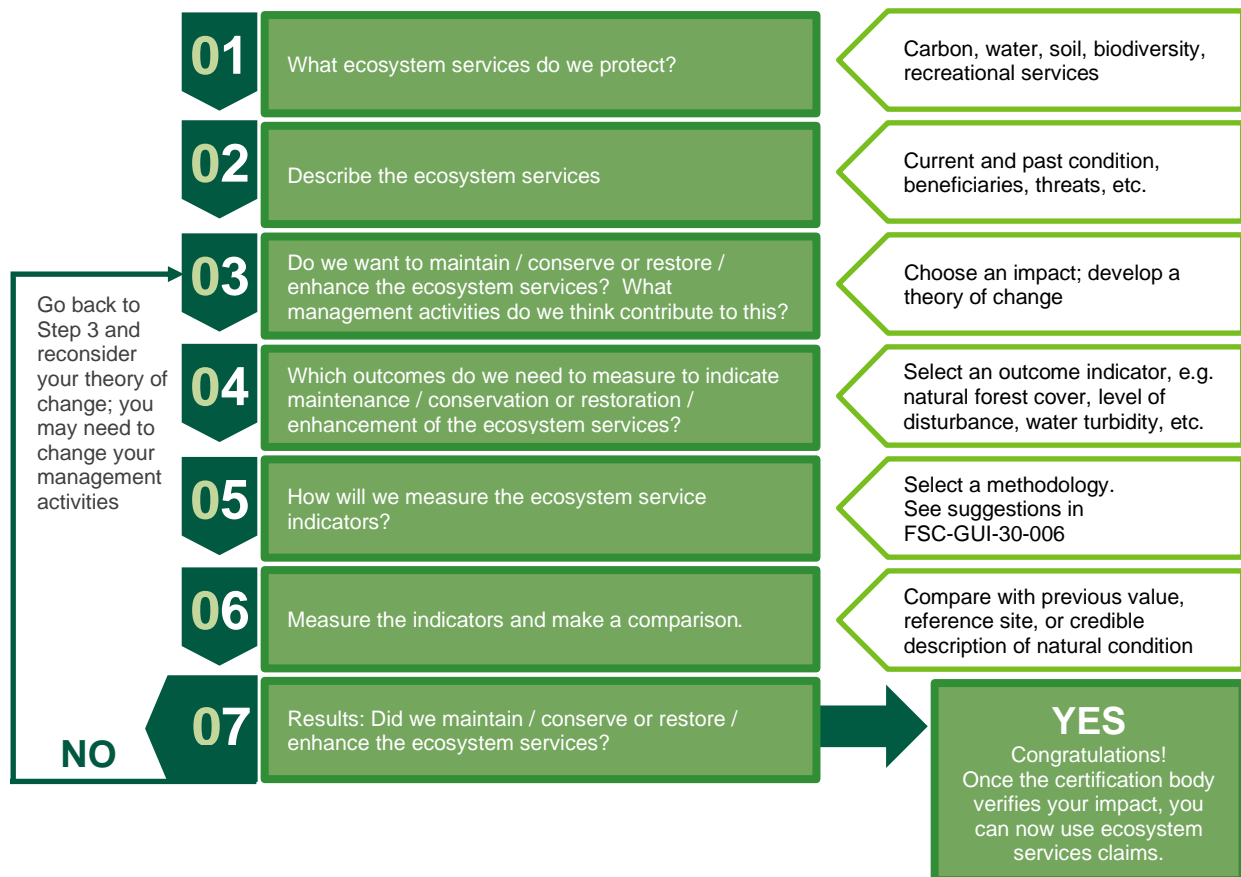 01
What ecosystem services do we protect?
Carbon, water, soil, biodiversity,
recreational services
02
Describe the ecosystem services
Current and past condition,
beneficiaries, threats, etc.
03
Do we want to maintain / conserve or restore /
enhance the ecosystem services? What
management activities do we think contribute to this?
Choose an impact; develop a
theory of change
Go back to
Step 3 and
reconsider
your theory of
change; you
may need to
change your
management
activities
04
Which outcomes do we need to measure to indicate
maintenance / conservation or restoration /
enhancement of the ecosystem services?
Select an outcome indicator, e.g.
natural forest cover, level of
disturbance, water turbidity, etc.
05
How will we measure the ecosystem service
indicators?
Select a methodology.
See suggestions in
FSC-GUI-30-006
06
Measure the indicators and make a comparison.
Compare with previous value,
reference site, or credible
description of natural condition
07
Results: Did we maintain / conserve or restore /
enhance the ecosystem services?
NO
YES
Congratulations!
Once the certification body
verifies your impact, you
can now use ecosystem
services claims.